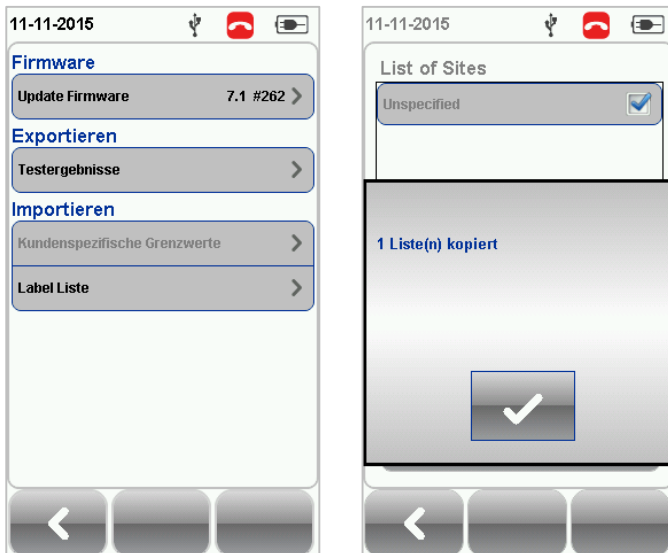 11-11-2015
Firmware
Update Firmware 7.1 #262
Exportieren
Testergebnisse
Importieren
Kundenspezifische Grenzwerte
Label Liste
11-11-2015
List of Sites
Unspecified
1 Liste(n) kopiert